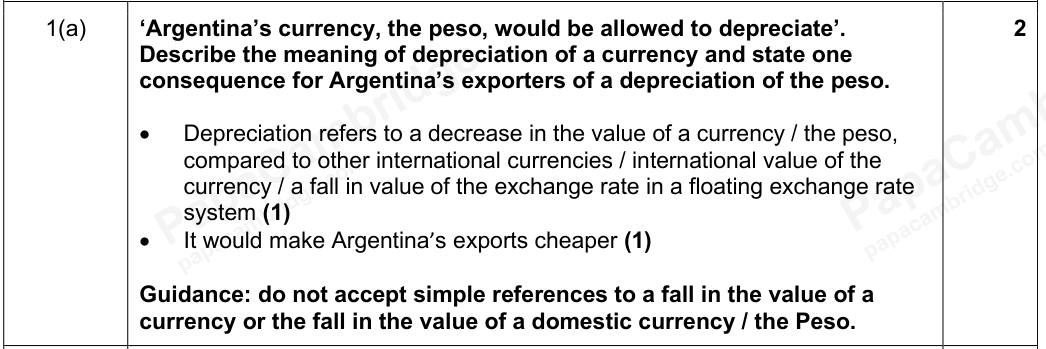 1(a)
‘Argentina’s currency, the peso, would be allowed to depreciate’.
2
Describe the meaning of depreciation of a currency and state one
consequence for Argentina’s exporters of a depreciation of the peso.
• Depreciation refers to a decrease in the value of a currency / the peso,
compared to other international currencies / international value of the
currency / a fall in value of the exchange rate in a floating exchange rate
system (1)
• It would make Argentina’s exports cheaper (1)
Guidance: do not accept simple references to a fall in the value of a
currency or the fall in the value of a domestic currency / the Peso.
PapaCambridge
papacambridge.com